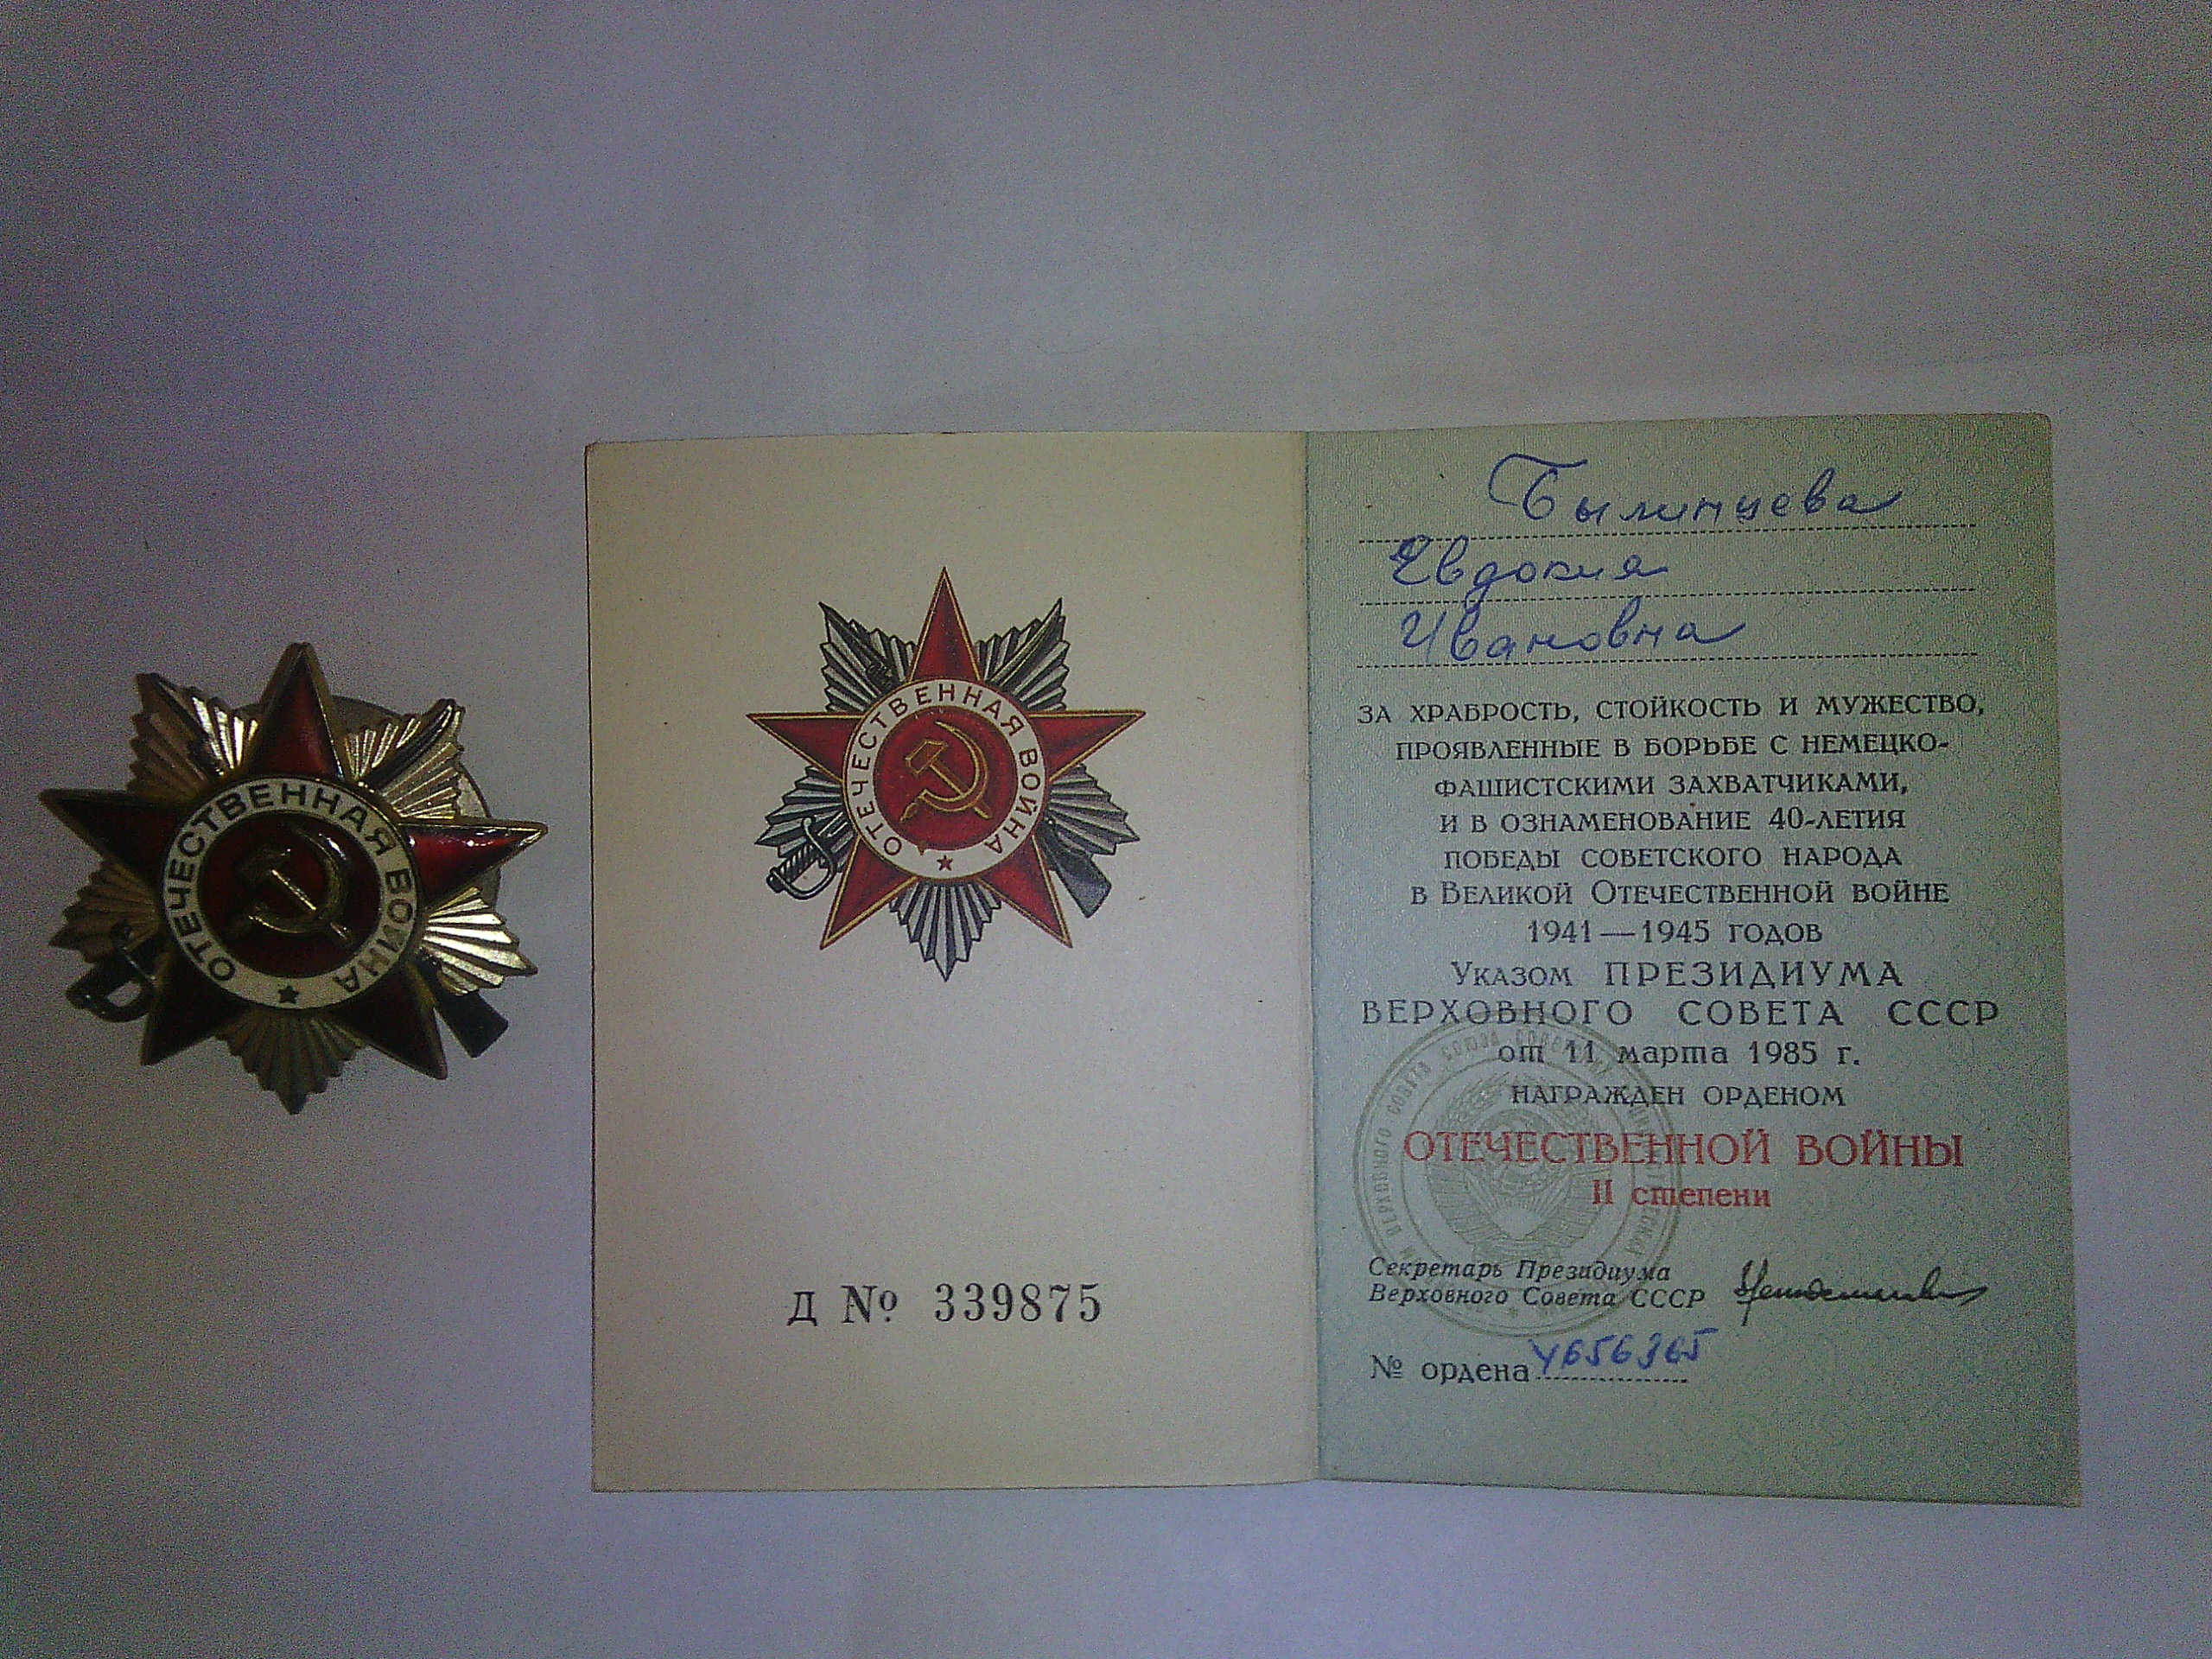 ОТЕЧЕСТВЕННАЯ ВОЙНА
ОТЕЧЕСТВЕННАЯ ВОЙНА
Д № 339875
Былинцева
Евдокия
Ивановна
ЗА ХРАБРОСТЬ, СТОЙКОСТЬ И МУЖЕСТВО,
ПРОЯВЛЕННЫЕ В БОРЬБЕ С НЕМЕЦКО-
ФАШИСТСКИМИ ЗАХВАТЧИКАМИ,
И В ОЗНАМЕНОВАНИЕ 40-ЛЕТИЯ
ПОБЕДЫ СОВЕТСКОГО НАРОДА
В ВЕЛИКОЙ ОТЕЧЕСТВЕННОЙ ВОЙНЕ
1941—1945 ГОДОВ
УКАЗОМ ПРЕЗИДИУМА
ВЕРХОВНОГО СОВЕТА СССР
от 11 марта 1985 г.
НАГРАЖДЕН ОРДЕНОМ
ОТЕЧЕСТВЕННОЙ ВОЙНЫ
II степени
Секретарь Президиума
Верховного Совета СССР
№ ордена 4656365